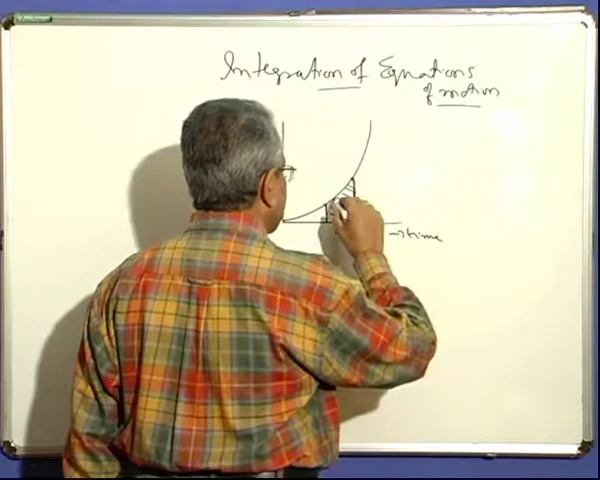 Integration of Equations
of motion
→time